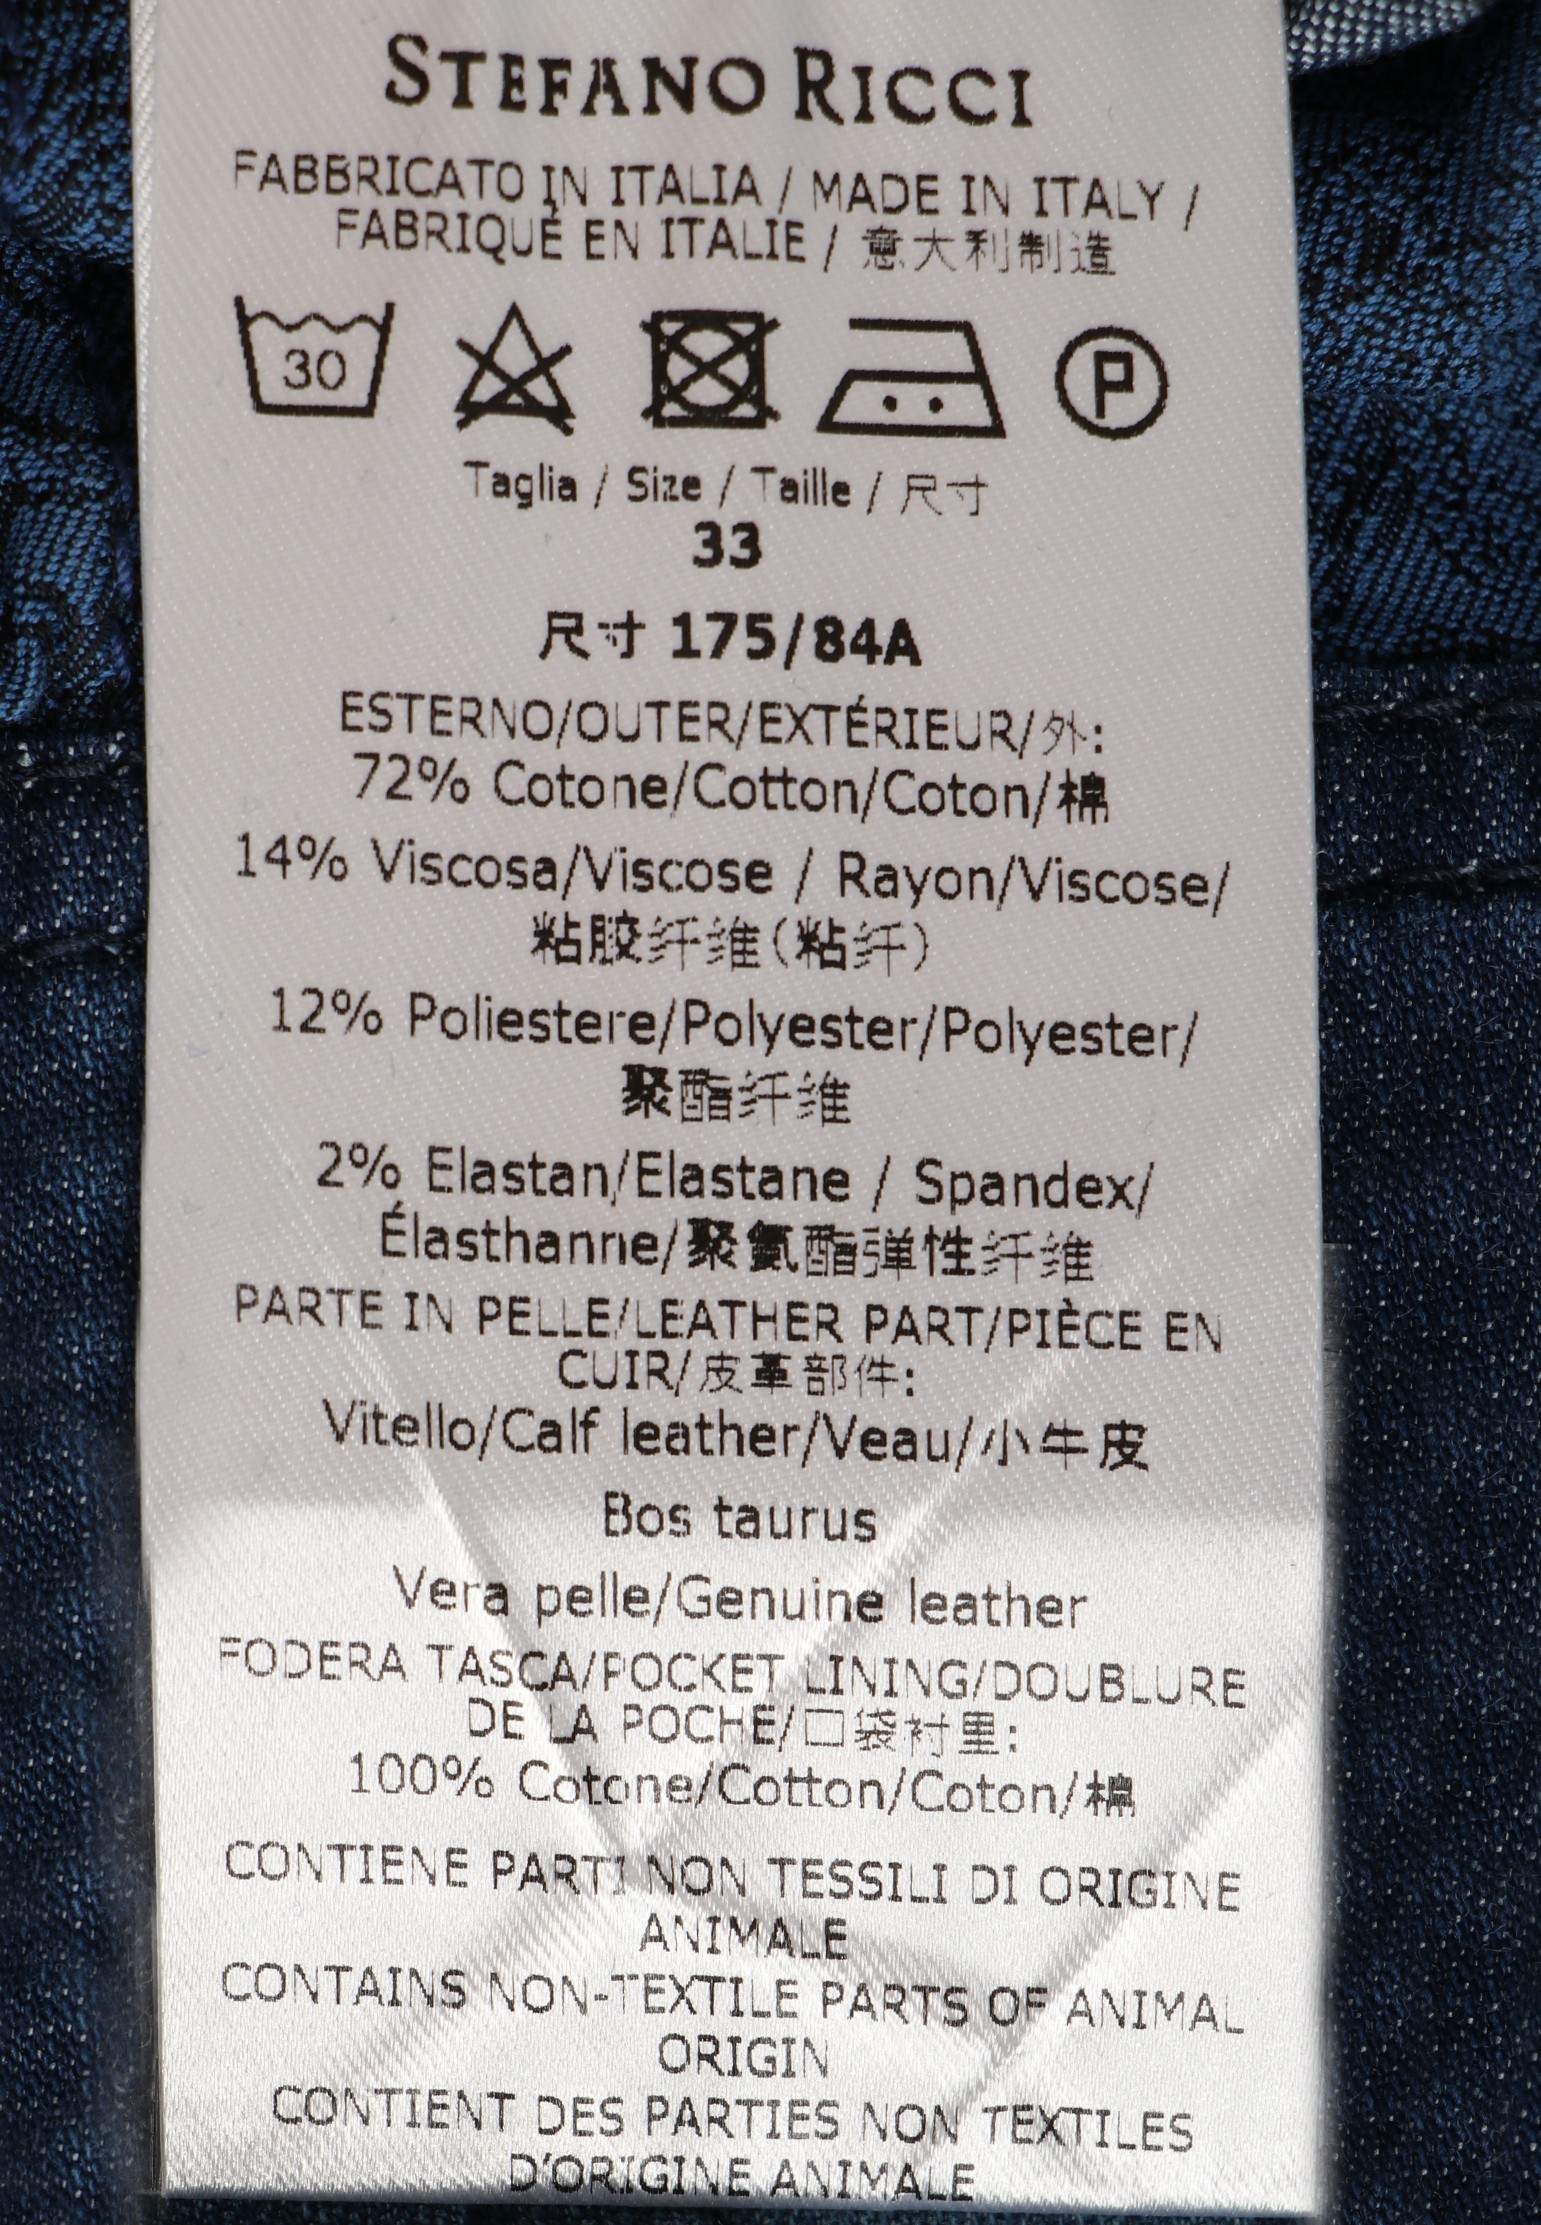 STEFANO RICCI
FABBRICATO IN ITALIA / MADE IN ITALY /
FABRIQUÉ EN ITALIE / 意大利制造
30
P
Taglia / Size / Taille / 尺寸
33
尺寸 175/84A
ESTERNO/OUTER/EXTÉRIEUR/外:
72% Cotone/Cotton/Coton/棉
14% Viscosa/Viscose / Rayon/Viscose/
粘胶纤维(粘纤)
12% Poliestere/Polyester/Polyester/
聚酯纤维
2% Elastan/Elastane / Spandex/
Élasthanne/聚氨酯弹性纤维
PARTE IN PELLE/LEATHER PART/PIÈCE EN
CUIR/皮革部件:
Vitello/Calf leather/Veau/小牛皮
Bos taurus
Vera pelle/Genuine leather
FODERA TASCA/POCKET LINING/DOUBLURE
DE LA POCHE/口袋衬里:
100% Cotone/Cotton/Coton/棉
CONTIENE PARTI NON TESSILI DI ORIGINE
ANIMALE
CONTAINS NON-TEXTILE PARTS OF ANIMAL
ORIGIN
CONTIENT DES PARTIES NON TEXTILES
D'ORIGINE ANIMALE